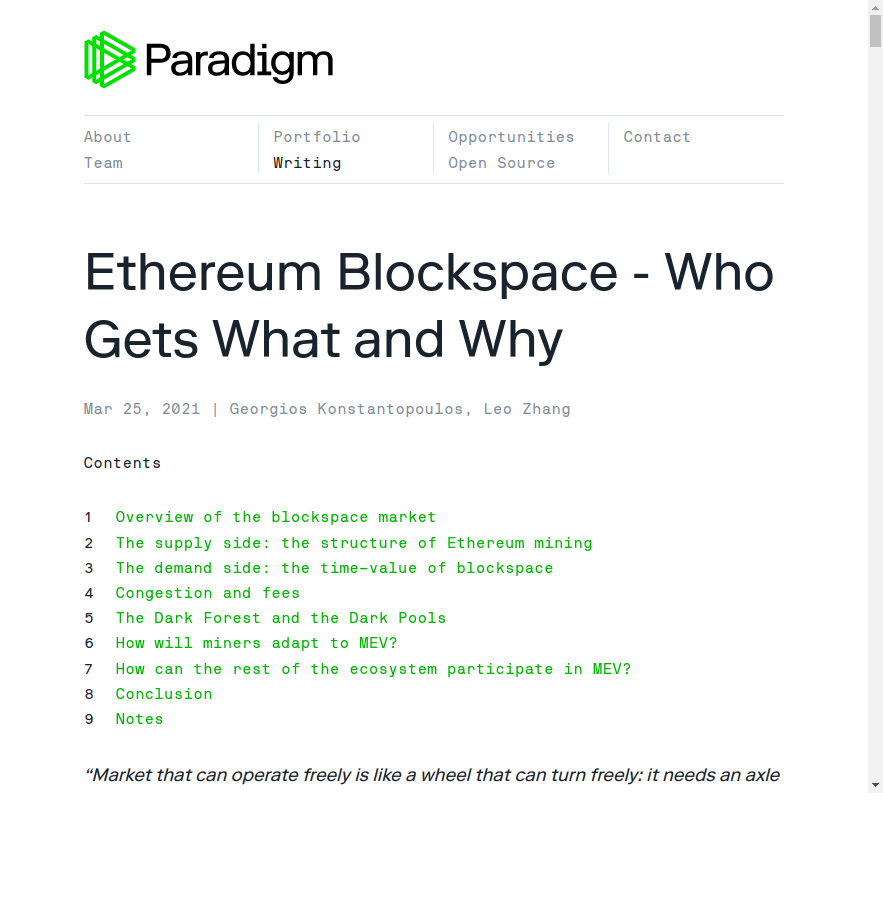 Paradigm
About
Team
Portfolio
Writing
Opportunities
Open Source
Contact
Ethereum Blockspace - Who
Gets What and Why
Mar 25, 2021 | Georgios Konstantopoulos, Leo Zhang
Contents
1 Overview of the blockspace market
2 The supply side: the structure of Ethereum mining
3 The demand side: the time-value of blockspace
4 Congestion and fees
5 The Dark Forest and the Dark Pools
6 How will miners adapt to MEV?
7 How can the rest of the ecosystem participate in MEV?
8 Conclusion
9 Notes
“Market that can operate freely is like a wheel that can turn freely: it needs an axle